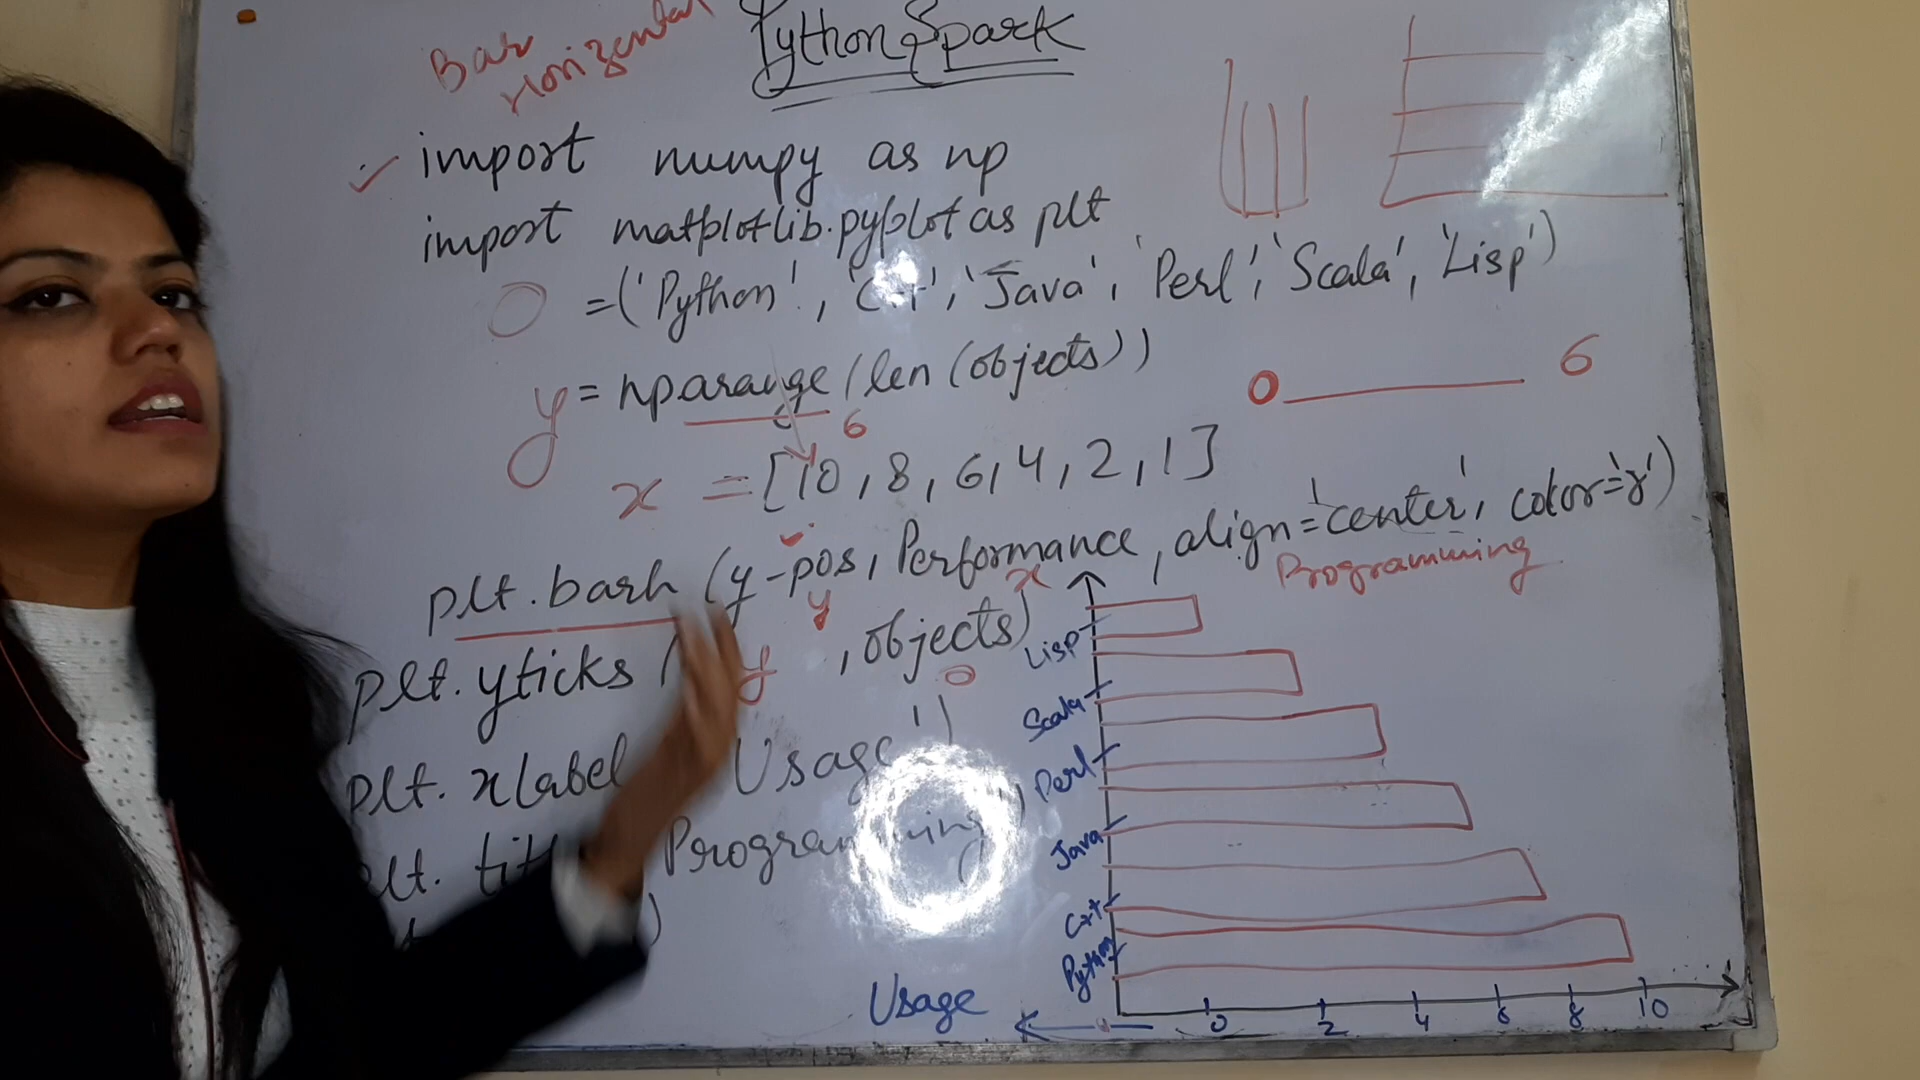 Bar
Horizental
Python Spark
import numpy as np
import matplotlib.pyplot as plt
O =('Python', 'C++', 'Java', 'Perl', 'Scala', 'Lisp')
y = np arange (len (objects))
0 6
6
x = [10, 8, 6, 4, 2, 1]
plt.barh (y-pos, Performance, align='center', color='r')
y x
Programming
plt.yticks ( y , objects)
o
plt.xlabel Usage')
plt. tit Programming')
)
Lisp
Scala
Perl
Java
C++
Python
0 2 4 6 8 10
Usage